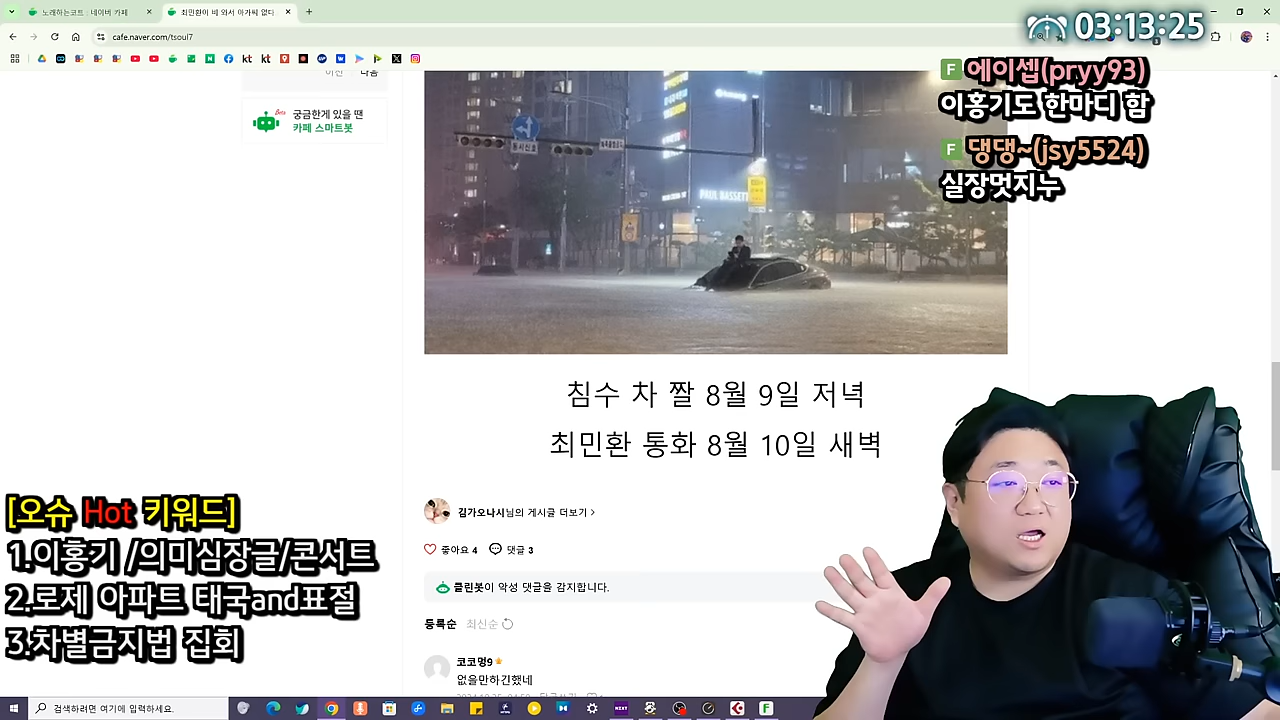 노래하는코트 : 네이버 카페
최민환이 비 와서 아가씨 없다
03:13:25
cafe.naver.com/tsoul7
이전 다음
궁금한게 있을 땐
Beta
카페 스마트봇
F 에이셉(pryy93)
이홍기도 한마디 함
F 댕댕~(jsy5524)
실장멋지누
동시신호
PAUL BASSETT
침수 차 짤 8월 9일 저녁
최민환 통화 8월 10일 새벽
김가오나시님의 게시글 더보기 >
좋아요 4 댓글 3
클린봇이 악성 댓글을 감지합니다.
등록순 최신순
코코멍9
없을만하긴했네
[오슈 Hot 키워드]
1.이홍기 /의미심장글/콘서트
2.로제 아파트 태국and표절
3.차별금지법 집회
검색하려면 여기에 입력하세요.